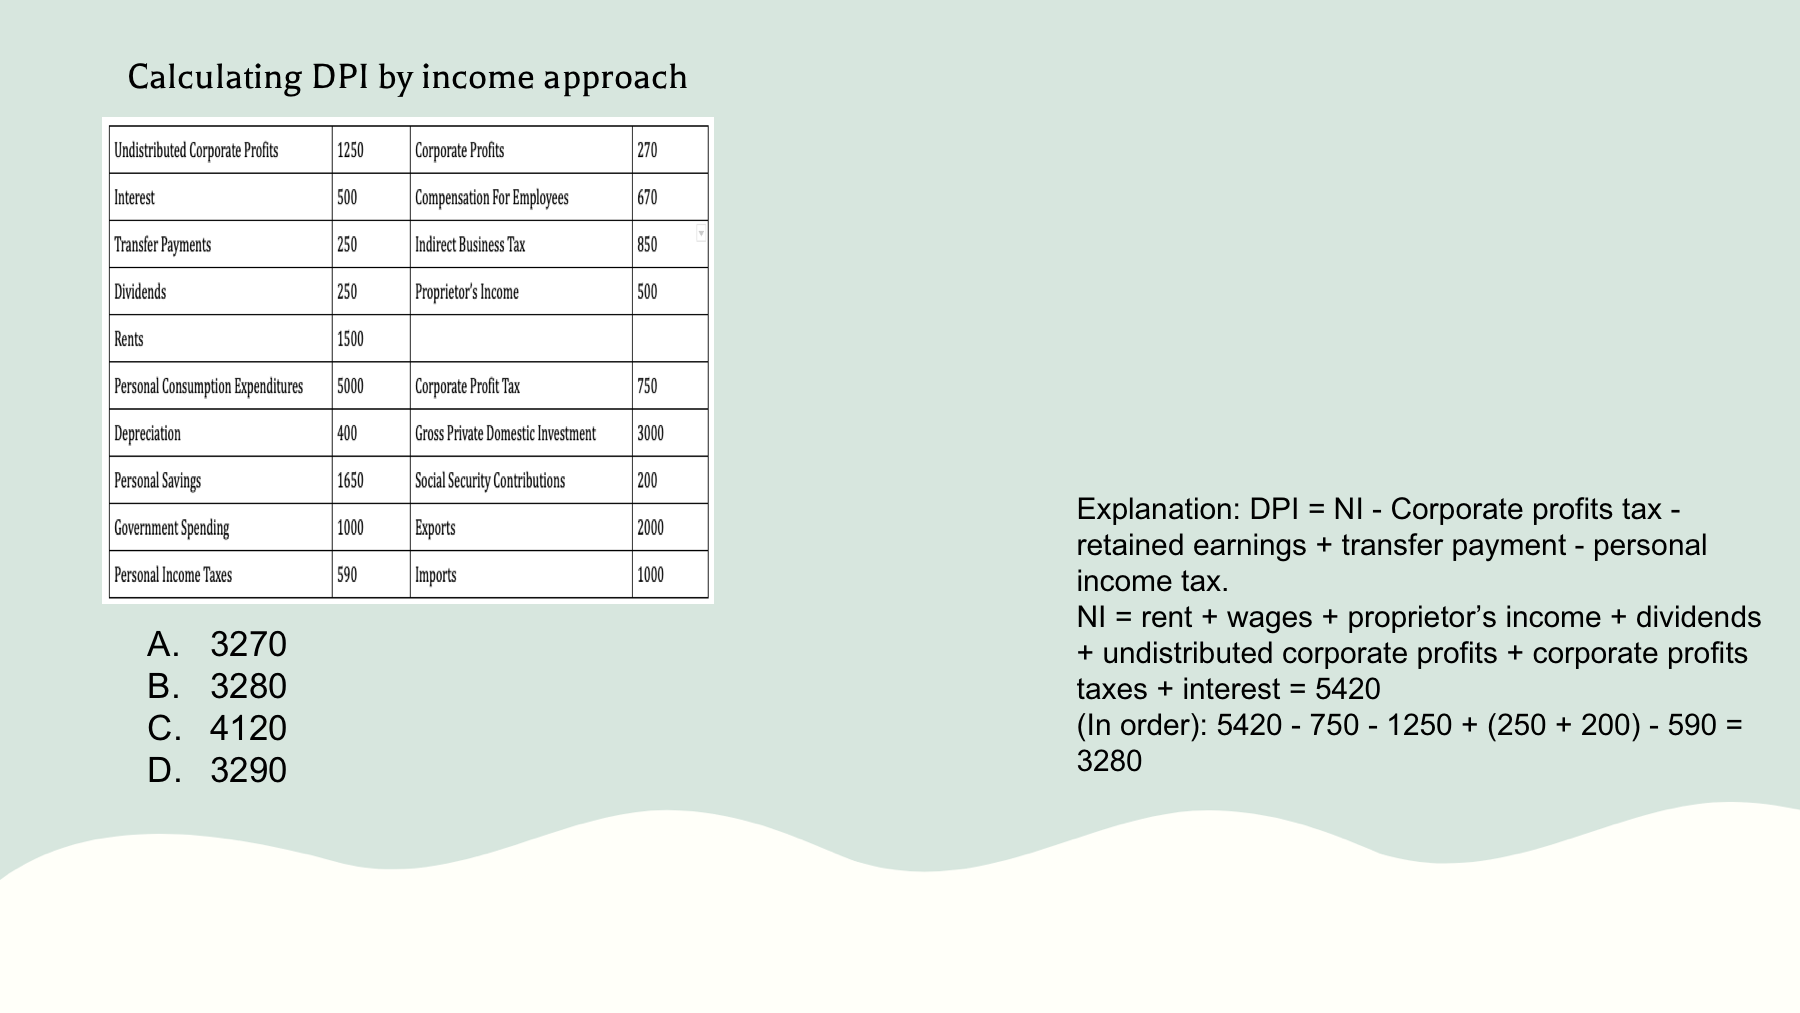 Calculating DPI by income approach
Undistributed Corporate Profits 1250 Corporate Profits 270
Interest 500 Compensation For Employees 670
Transfer Payments 250 Indirect Business Tax 850
Dividends 250 Proprietor's Income 500
Rents 1500
Personal Consumption Expenditures 5000 Corporate Profit Tax 750
Depreciation 400 Gross Private Domestic Investment 3000
Personal Savings 1650 Social Security Contributions 200
Government Spending 1000 Exports 2000
Personal Income Taxes 590 Imports 1000
A. 3270
B. 3280
C. 4120
D. 3290
Explanation: DPI = NI - Corporate profits tax -
retained earnings + transfer payment - personal
income tax.
NI = rent + wages + proprietor’s income + dividends
+ undistributed corporate profits + corporate profits
taxes + interest = 5420
(In order): 5420 - 750 - 1250 + (250 + 200) - 590 =
3280